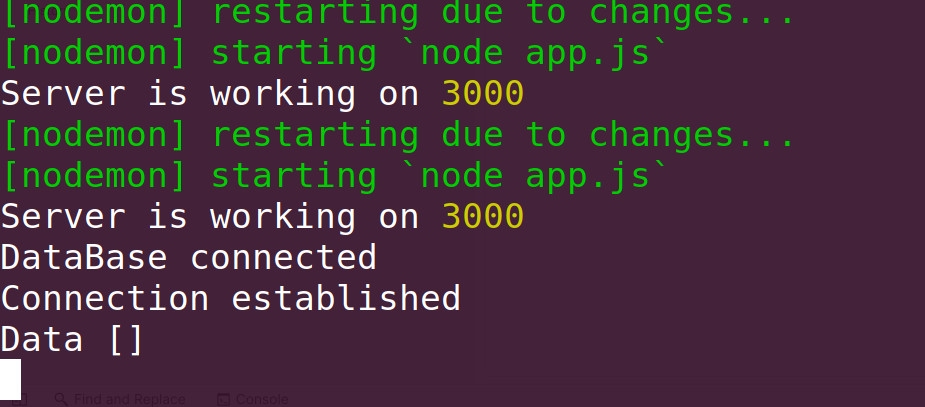 [nodemon] restarting due to changes...
[nodemon] starting `node app.js`
Server is working on 3000
[nodemon] restarting due to changes...
[nodemon] starting `node app.js`
Server is working on 3000
DataBase connected
Connection established
Data []
Find and Replace Console